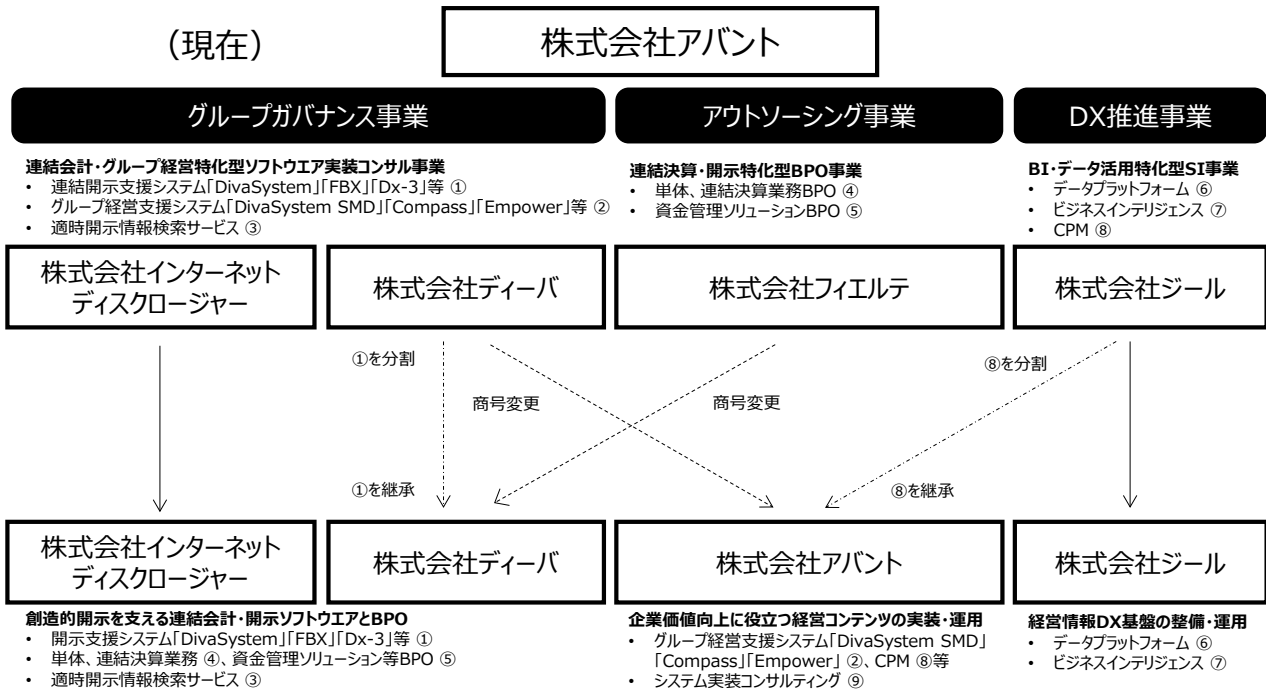 (現在)
株式会社アバント
グループガバナンス事業
アウトソーシング事業
DX推進事業
連結会計・グループ経営特化型ソフトウエア実装コンサル事業
• 連結開示支援システム「DivaSystem」「FBX」「Dx-3」等 ①
• グループ経営支援システム「DivaSystem SMD」「Compass」「Empower」等 ②
• 適時開示情報検索サービス ③
連結決算・開示特化型BPO事業
• 単体、連結決算業務BPO ④
• 資金管理ソリューションBPO ⑤
BI・データ活用特化型SI事業
• データプラットフォーム ⑥
• ビジネスインテリジェンス ⑦
• CPM ⑧
株式会社インターネット
ディスクロージャー
株式会社ディーバ
株式会社フィエルテ
株式会社ジール
①を分割
⑧を分割
商号変更
商号変更
①を継承
⑧を継承
株式会社インターネット
ディスクロージャー
株式会社ディーバ
株式会社アバント
株式会社ジール
創造的開示を支える連結会計・開示ソフトウエアとBPO
• 開示支援システム「DivaSystem」「FBX」「Dx-3」等 ①
• 単体、連結決算業務 ④、資金管理ソリューション等BPO ⑤
• 適時開示情報検索サービス ③
企業価値向上に役立つ経営コンテンツの実装・運用
• グループ経営支援システム「DivaSystem SMD」
「Compass」「Empower」 ②、CPM ⑧等
• システム実装コンサルティング ⑨
経営情報DX基盤の整備・運用
• データプラットフォーム ⑥
• ビジネスインテリジェンス ⑦